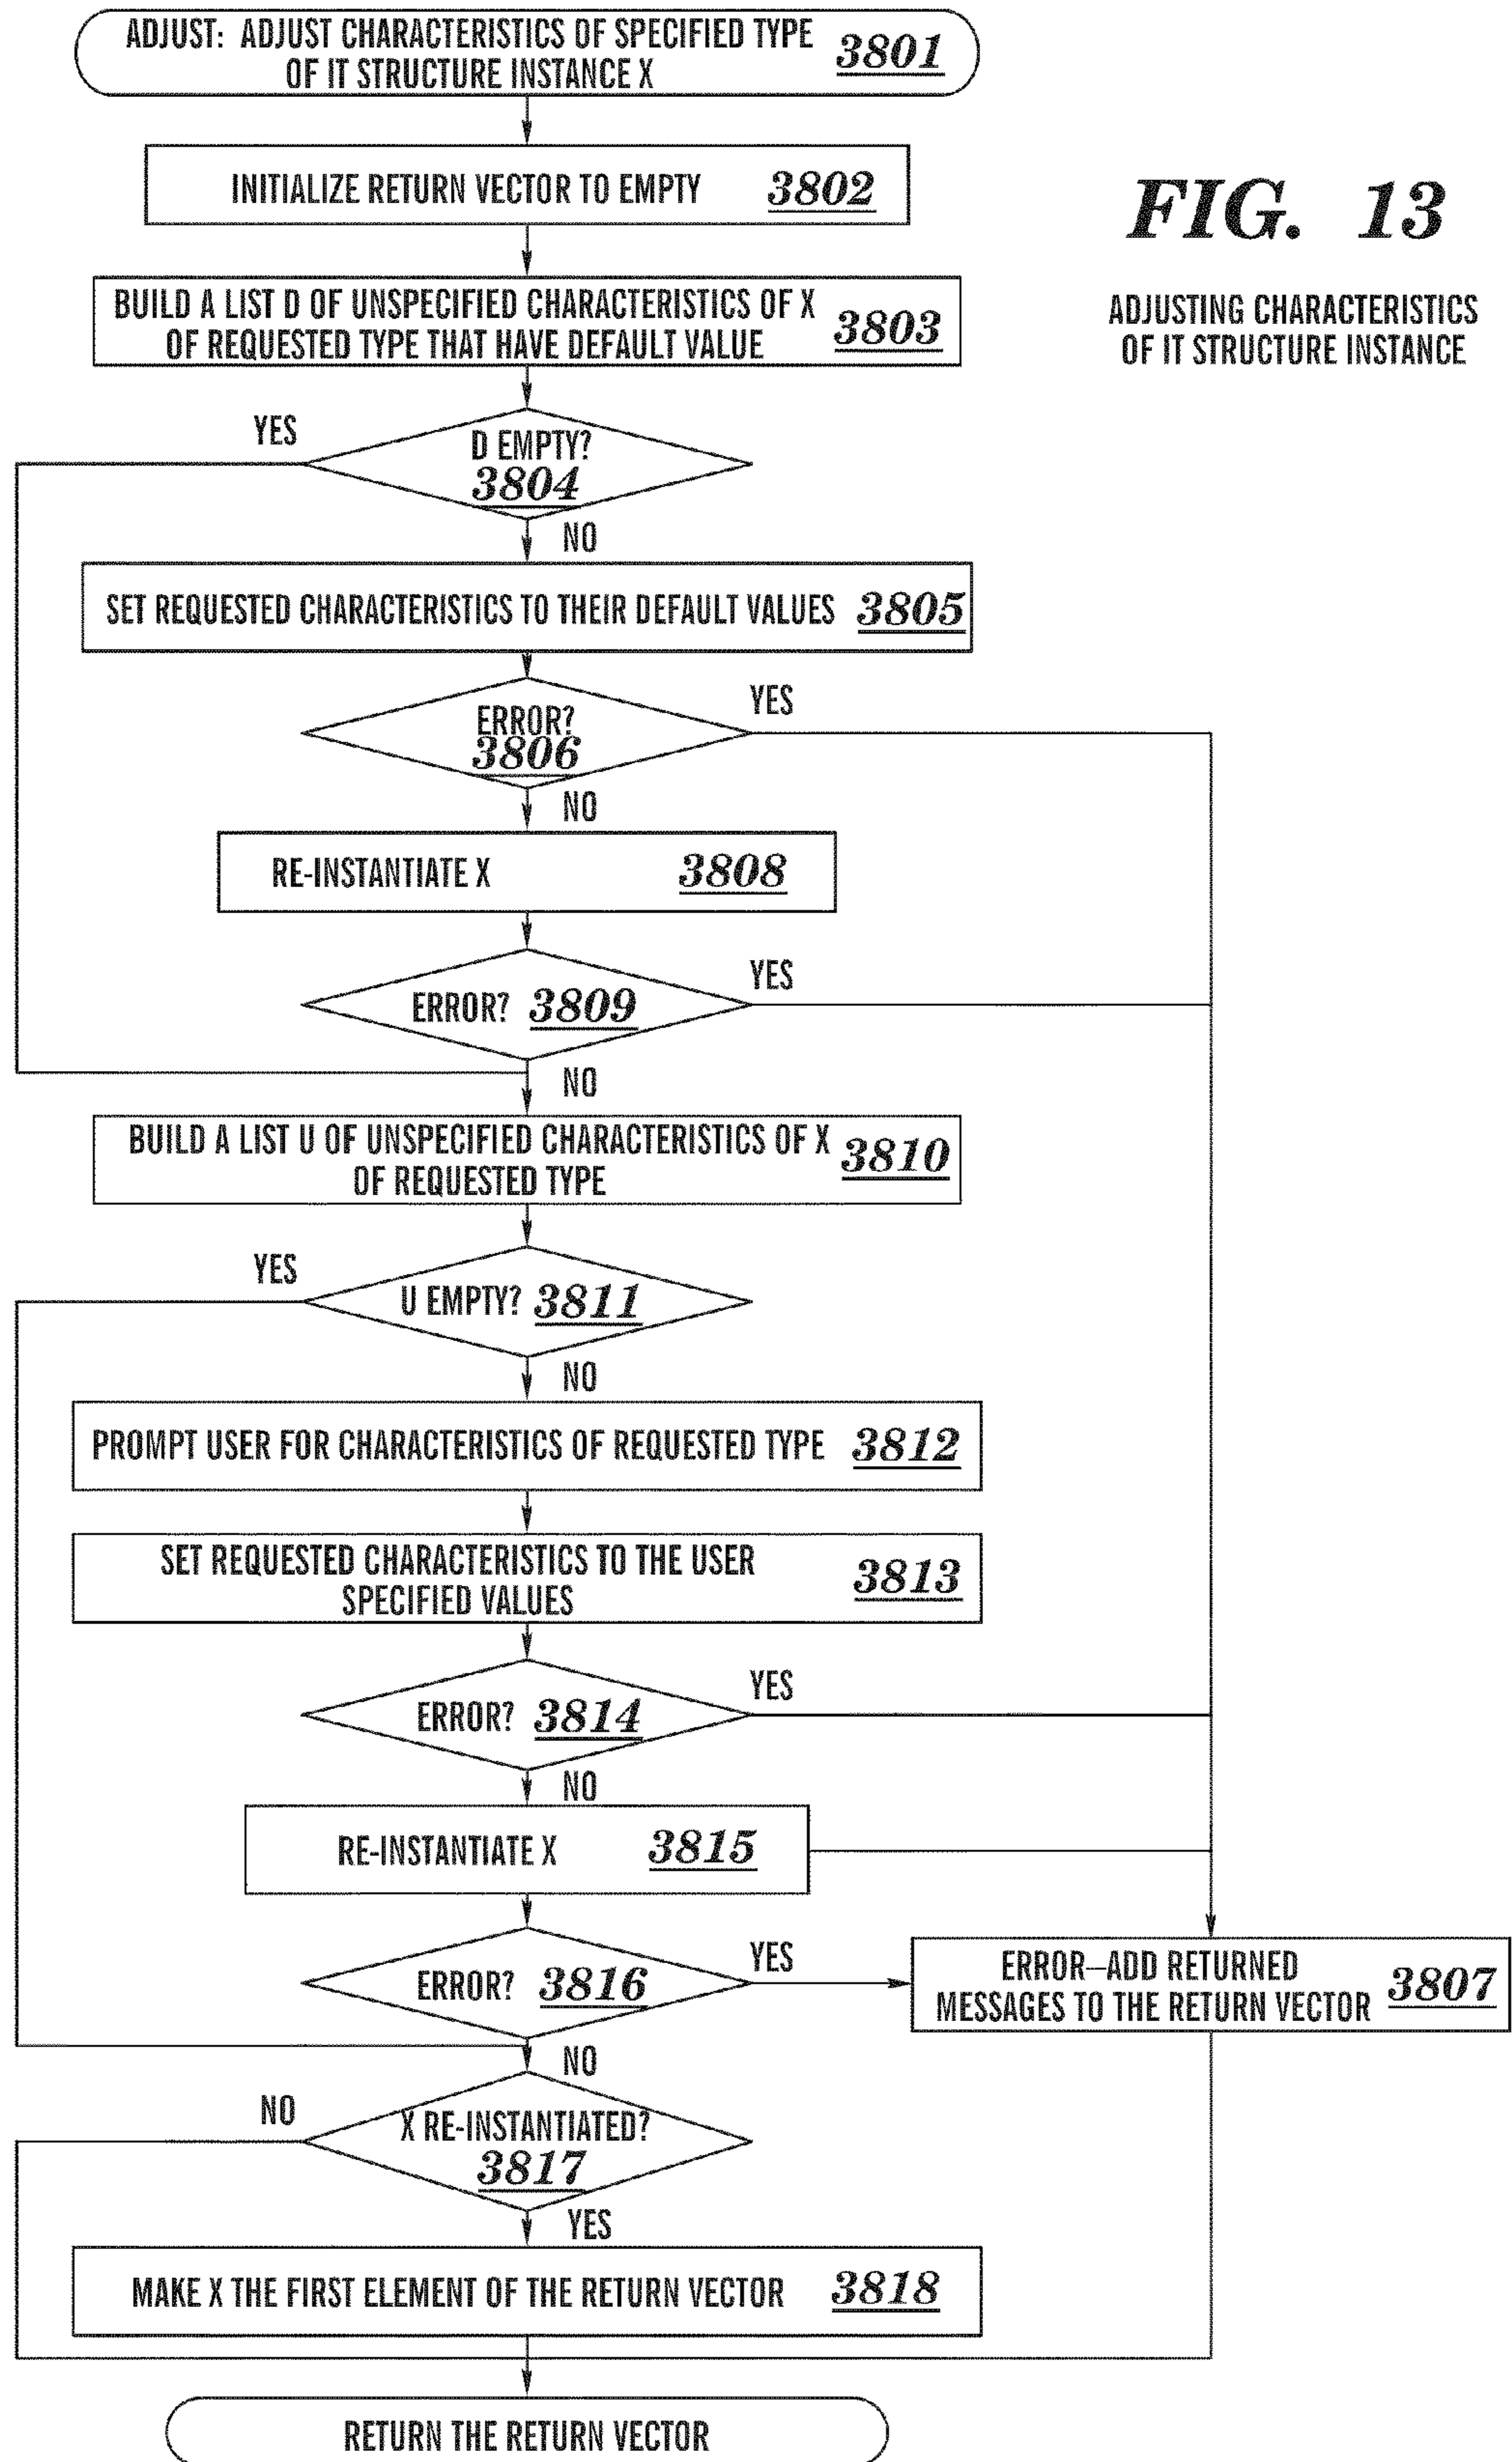 ADJUST: ADJUST CHARACTERISTICS OF SPECIFIED TYPE
OF IT STRUCTURE INSTANCE X
3801
INITIALIZE RETURN VECTOR TO EMPTY 3802
FIG. 13
ADJUSTING CHARACTERISTICS
OF IT STRUCTURE INSTANCE
BUILD A LIST D OF UNSPECIFIED CHARACTERISTICS OF X
OF REQUESTED TYPE THAT HAVE DEFAULT VALUE
3803
YES
D EMPTY?
3804
NO
SET REQUESTED CHARACTERISTICS TO THEIR DEFAULT VALUES 3805
ERROR?
3806
YES
NO
RE-INSTANTIATE X 3808
ERROR? 3809
YES
NO
BUILD A LIST U OF UNSPECIFIED CHARACTERISTICS OF X
OF REQUESTED TYPE
3810
YES
U EMPTY? 3811
NO
PROMPT USER FOR CHARACTERISTICS OF REQUESTED TYPE 3812
SET REQUESTED CHARACTERISTICS TO THE USER
SPECIFIED VALUES
3813
ERROR? 3814
YES
NO
RE-INSTANTIATE X 3815
ERROR? 3816
YES
ERROR—ADD RETURNED
MESSAGES TO THE RETURN VECTOR
3807
NO
NO
X RE-INSTANTIATED?
3817
YES
MAKE X THE FIRST ELEMENT OF THE RETURN VECTOR 3818
RETURN THE RETURN VECTOR